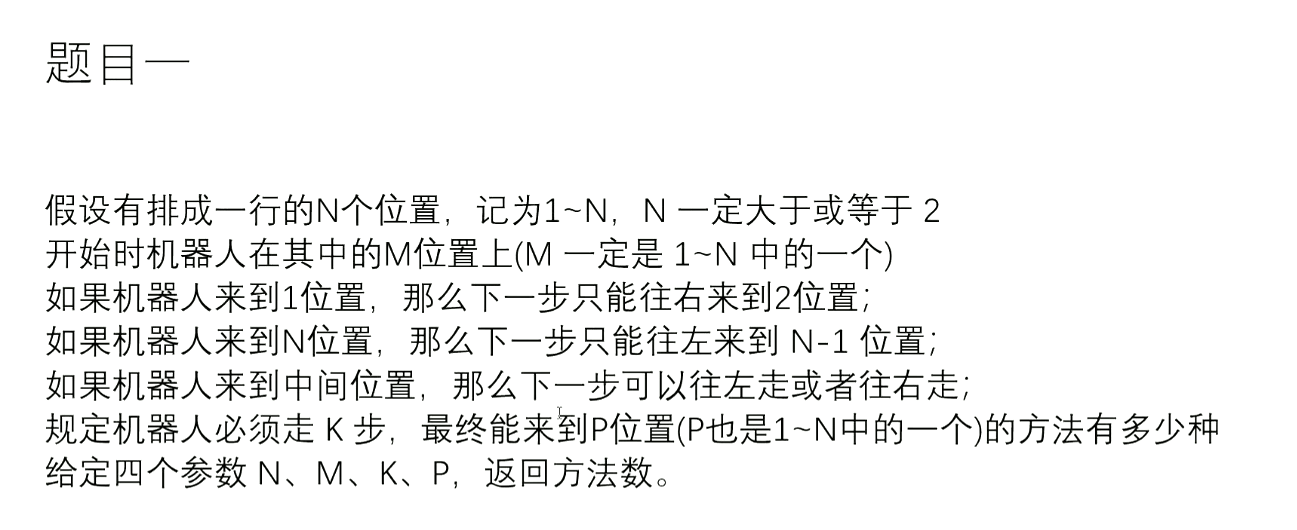 题目一
假设有排成一行的N个位置，记为1~N，N 一定大于或等于 2
开始时机器人在其中的M位置上(M 一定是 1~N 中的一个)
如果机器人来到1位置，那么下一步只能往右来到2位置；
如果机器人来到N位置，那么下一步只能往左来到 N-1 位置；
如果机器人来到中间位置，那么下一步可以往左走或者往右走；
规定机器人必须走 K 步，最终能来到P位置(P也是1~N中的一个)的方法有多少种
给定四个参数 N、M、K、P，返回方法数。